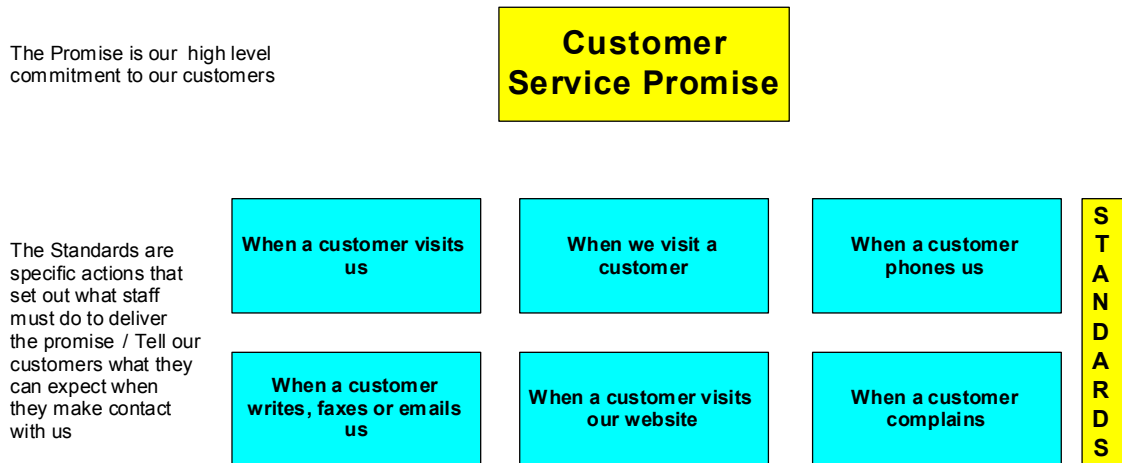 The Promise is our high level
commitment to our customers
Customer
Service Promise
The Standards are
specific actions that
set out what staff
must do to deliver
the promise / Tell our
customers what they
can expect when
they make contact
with us
When a customer visits
us
When we visit a
customer
When a customer
phones us
When a customer
writes, faxes or emails
us
When a customer visits
our website
When a customer
complains
S
T
A
N
D
A
R
D
S